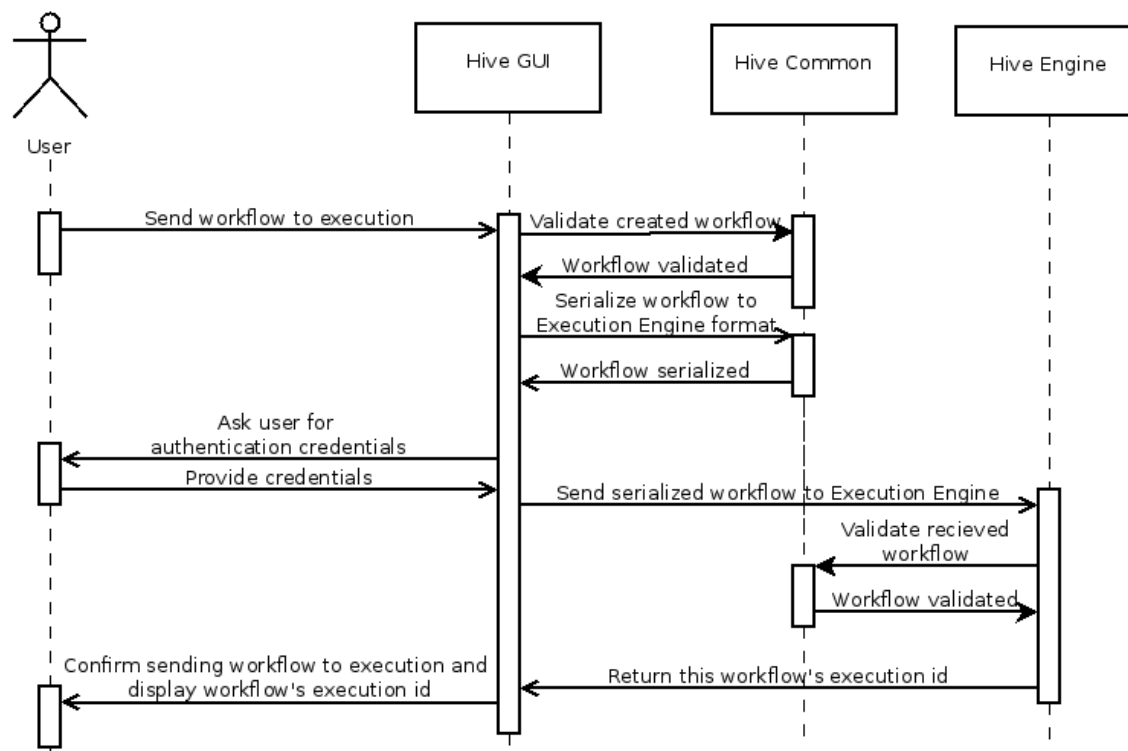 Hive GUI
Hive Common
Hive Engine
User
Send workflow to execution
Validate created workflow
Workflow validated
Serialize workflow to
Execution Engine format
Workflow serialized
Ask user for
authentication credentials
Provide credentials
Send serialized workflow to Execution Engine
Validate recieved
workflow
Workflow validated
Confirm sending workflow to execution and
display workflow's execution id
Return this workflow's execution id